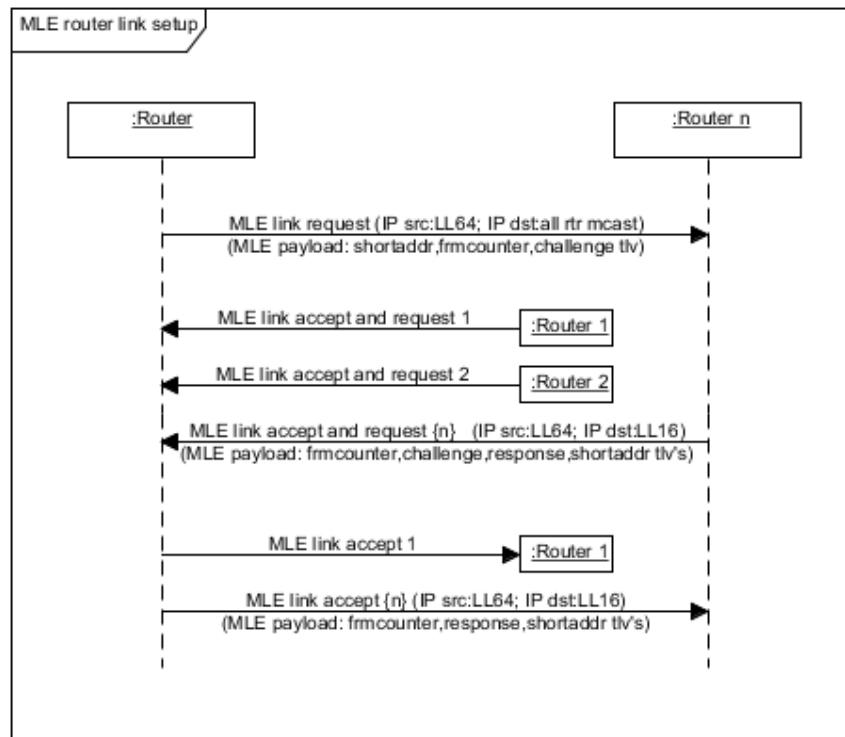 MLE router link setup
:Router
:Router n
MLE link request (IP src:LL64; IP dst:all rtr mcast)
(MLE payload: shortaddr,frmcounter,challenge tlv)
MLE link accept and request 1
:Router 1
MLE link accept and request 2
:Router 2
MLE link accept and request {n} (IP src:LL64; IP dst:LL16)
(MLE payload: frmcounter,challenge,response,shortaddr tlv's)
MLE link accept 1
:Router 1
MLE link accept {n} (IP src:LL64; IP dst:LL16)
(MLE payload: frmcounter,response,shortaddr tlv's)